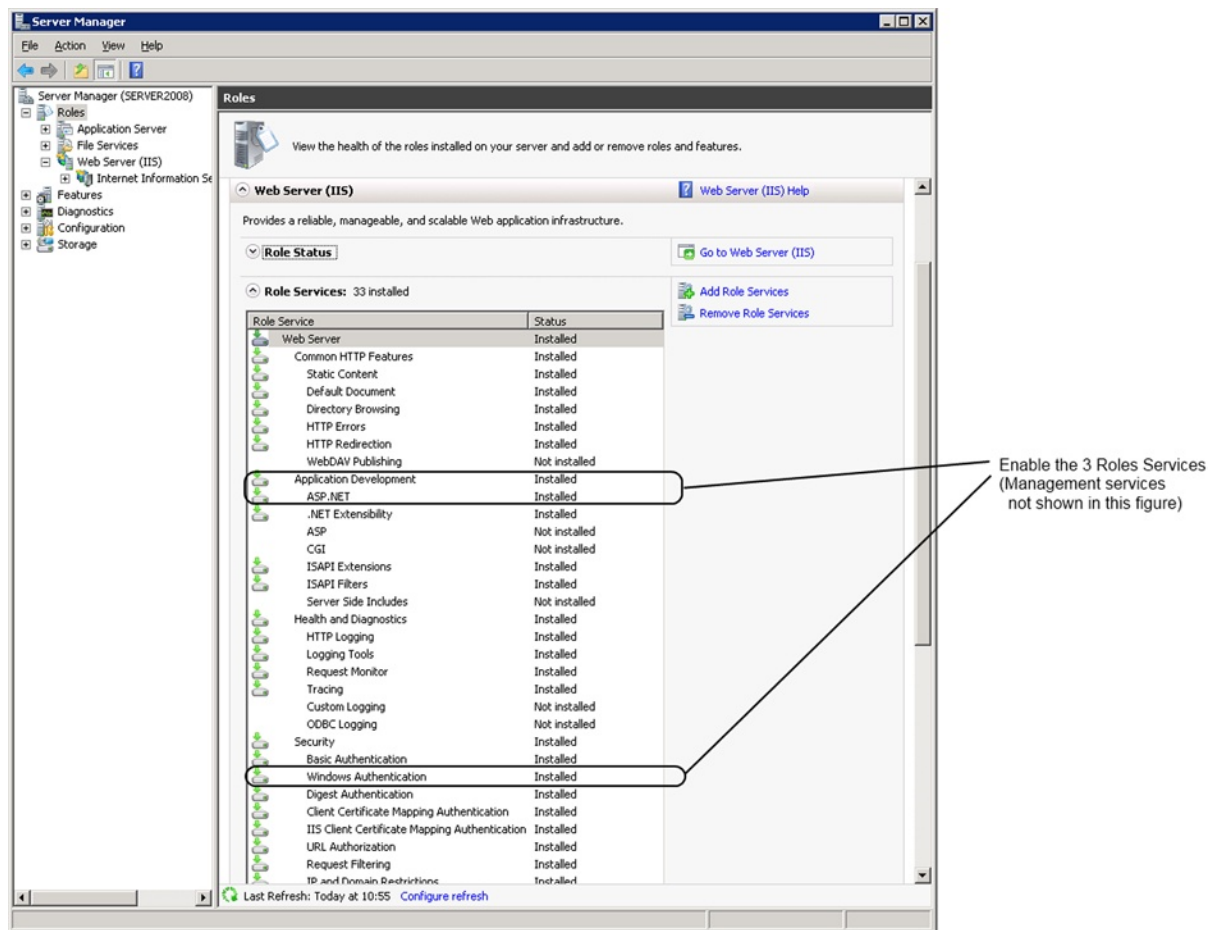 Server Manager
File Action View Help
Server Manager (SERVER2008)
Roles
Application Server
File Services
Web Server (IIS)
Internet Information Se
Features
Diagnostics
Configuration
Storage
Roles
View the health of the roles installed on your server and add or remove roles and features.
Web Server (IIS)
Web Server (IIS) Help
Provides a reliable, manageable, and scalable Web application infrastructure.
Role Status
Go to Web Server (IIS)
Role Services: 33 installed
Add Role Services
Remove Role Services
Role Service Status
Web Server Installed
Common HTTP Features Installed
Static Content Installed
Default Document Installed
Directory Browsing Installed
HTTP Errors Installed
HTTP Redirection Installed
WebDAV Publishing Not installed
Application Development Installed
ASP.NET Installed
.NET Extensibility Installed
ASP Not installed
CGI Not installed
ISAPI Extensions Installed
ISAPI Filters Installed
Server Side Includes Not installed
Health and Diagnostics Installed
HTTP Logging Installed
Logging Tools Installed
Request Monitor Installed
Tracing Installed
Custom Logging Not installed
ODBC Logging Not installed
Security Installed
Basic Authentication Installed
Windows Authentication Installed
Digest Authentication Installed
Client Certificate Mapping Authentication Installed
IIS Client Certificate Mapping Authentication Installed
URL Authorization Installed
Request Filtering Installed
IP and Domain Restrictions Installed
Last Refresh: Today at 10:55 Configure refresh
Enable the 3 Roles Services
(Management services
not shown in this figure)